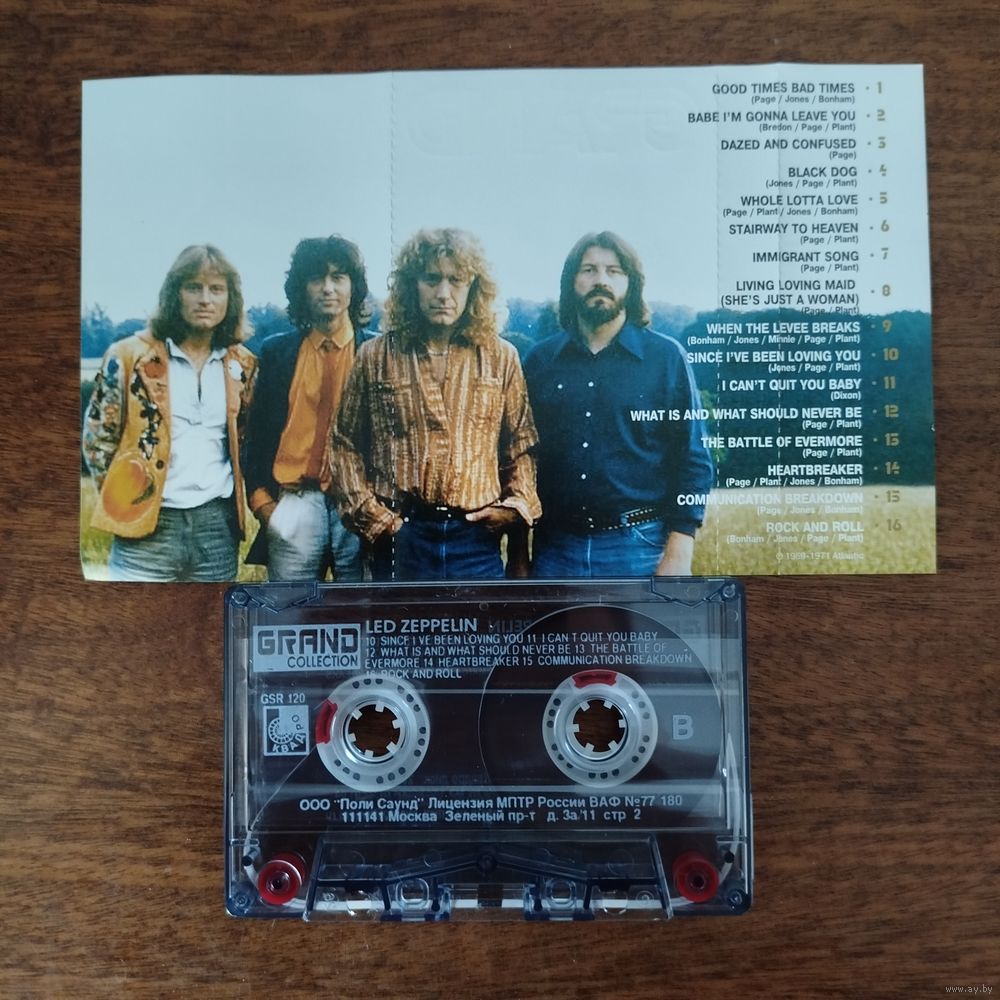 GOOD TIMES BAD TIMES • 1
(Page / Jones / Bonham)
BABE I'M GONNA LEAVE YOU • 2
(Bredon / Page / Plant)
DAZED AND CONFUSED • 3
(Page)
BLACK DOG • 4
(Jones / Page / Plant)
WHOLE LOTTA LOVE • 5
(Page / Plant / Jones / Bonham)
STAIRWAY TO HEAVEN • 6
(Page / Plant)
IMMIGRANT SONG • 7
(Page / Plant)
LIVING LOVING MAID • 8
(SHE'S JUST A WOMAN)
(Page / Plant)
WHEN THE LEVEE BREAKS • 9
(Bonham / Jones / Minnie / Page / Plant)
SINCE I'VE BEEN LOVING YOU • 10
(Jones / Page / Plant)
I CAN'T QUIT YOU BABY • 11
(Dixon)
WHAT IS AND WHAT SHOULD NEVER BE • 12
(Page / Plant)
THE BATTLE OF EVERMORE • 13
(Page / Plant)
HEARTBREAKER • 14
(Page / Plant / Jones / Bonham)
COMMUNICATION BREAKDOWN • 15
(Page / Jones / Bonham)
ROCK AND ROLL • 16
(Bonham / Jones / Page / Plant)
℗ 1969-1971 Atlantic
GRAND
COLLECTION
LED ZEPPELIN
10 SINCE I VE BEEN LOVING YOU 11 I CAN T QUIT YOU BABY
12 WHAT IS AND WHAT SHOULD NEVER BE 13 THE BATTLE OF
EVERMORE 14 HEARTBREAKER 15 COMMUNICATION BREAKDOWN
16 ROCK AND ROLL
GSR 120
КВАДРО
B
ООО "Поли Саунд" Лицензия МПТР России ВАФ №77 180
111141 Москва Зеленый пр-т д. 3а/11 стр 2
www.ay.by